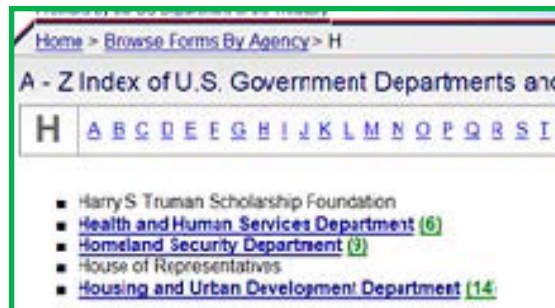 Home > Browse Forms By Agency > H
A - Z Index of U.S. Government Departments and
H A B C D E F G H I J K L M N O P Q R S T
Harry S Truman Scholarship Foundation
Health and Human Services Department (6)
Homeland Security Department (9)
House of Representatives
Housing and Urban Development Department (14)